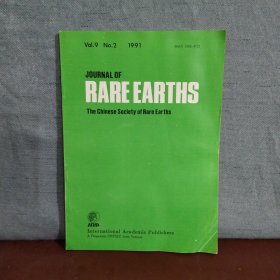 Vol.9 No.2 1991
JOURNAL OF
RARE EARTHS
The Chinese Society of Rare Earths
International Academic Publishers